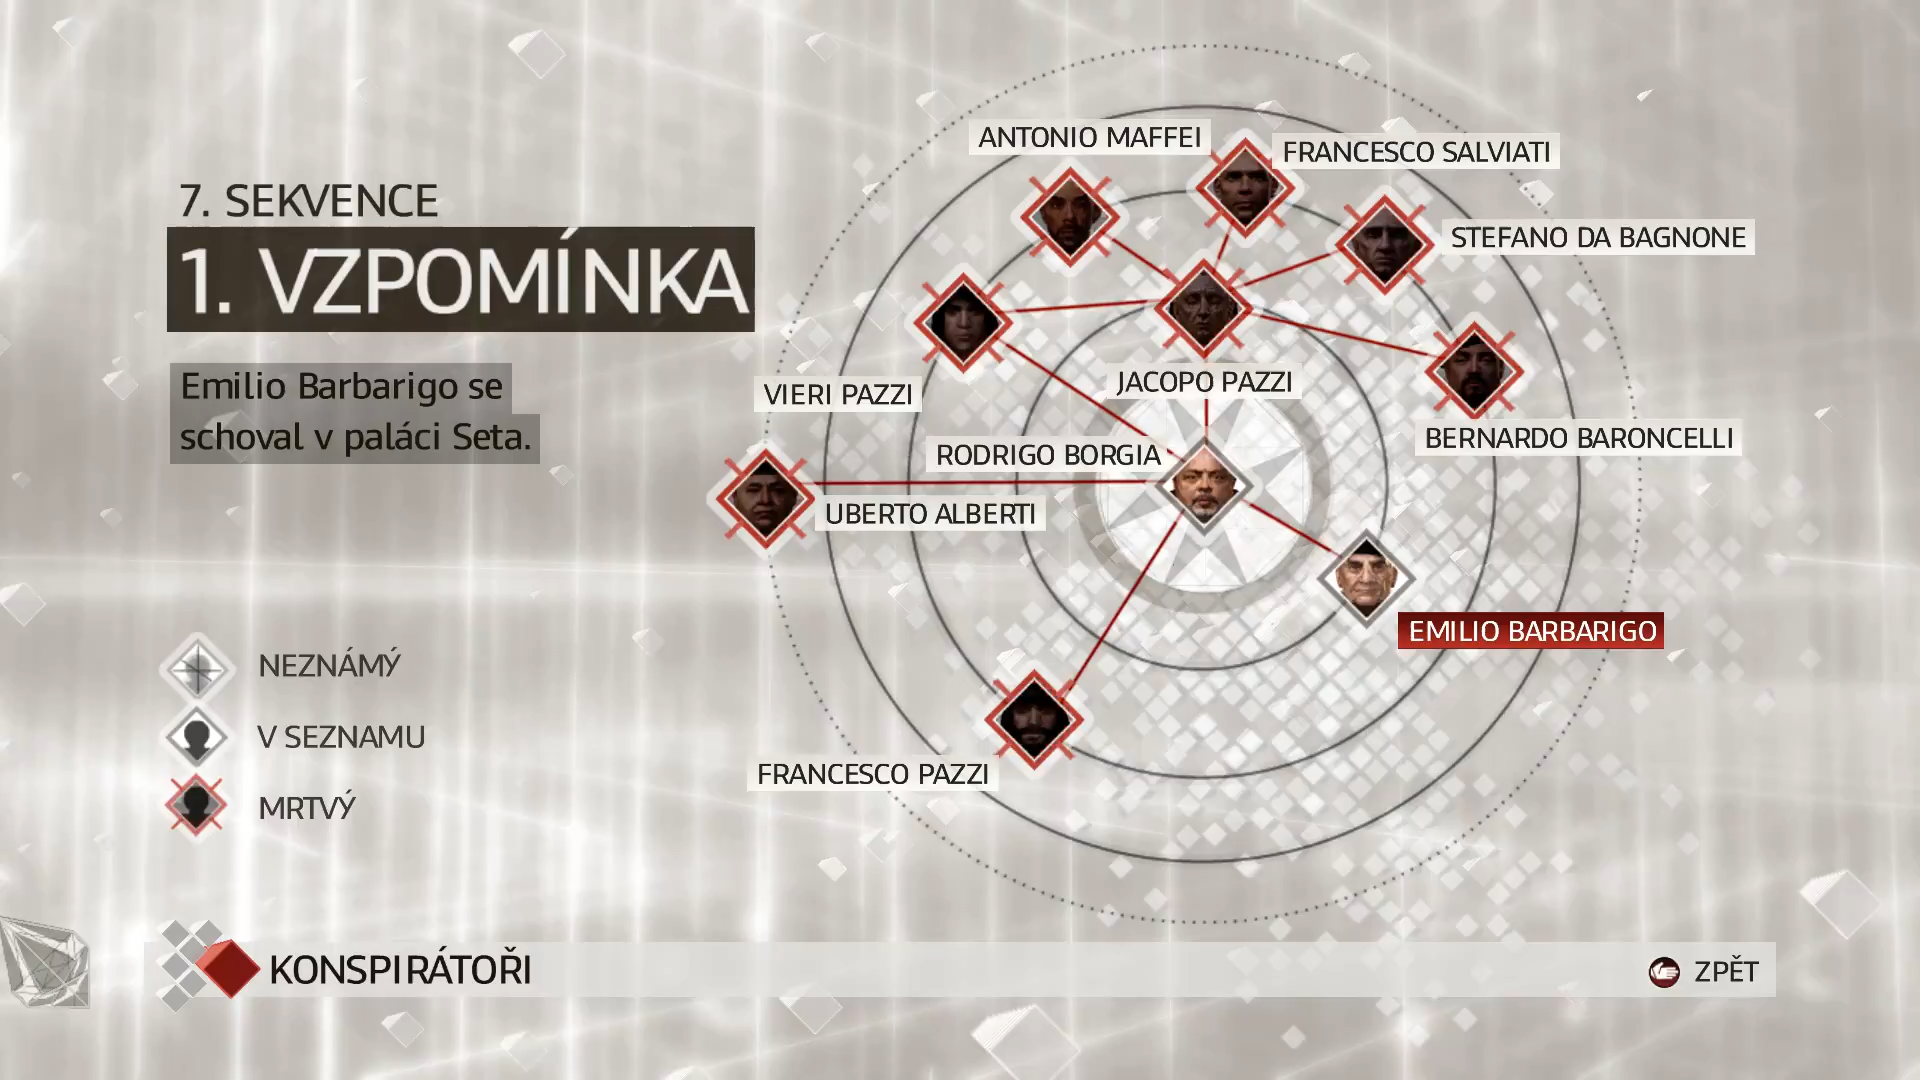 7. SEKVENCE
1. VZPOMÍNKA
Emilio Barbarigo se
schoval v paláci Seta.
ANTONIO MAFFEI
FRANCESCO SALVIATI
STEFANO DA BAGNONE
VIERI PAZZI
JACOPO PAZZI
BERNARDO BARONCELLI
RODRIGO BORGIA
UBERTO ALBERTI
EMILIO BARBARIGO
FRANCESCO PAZZI
NEZNÁMÝ
V SEZNAMU
MRTVÝ
KONSPIRÁTOŘI
ZPĚT